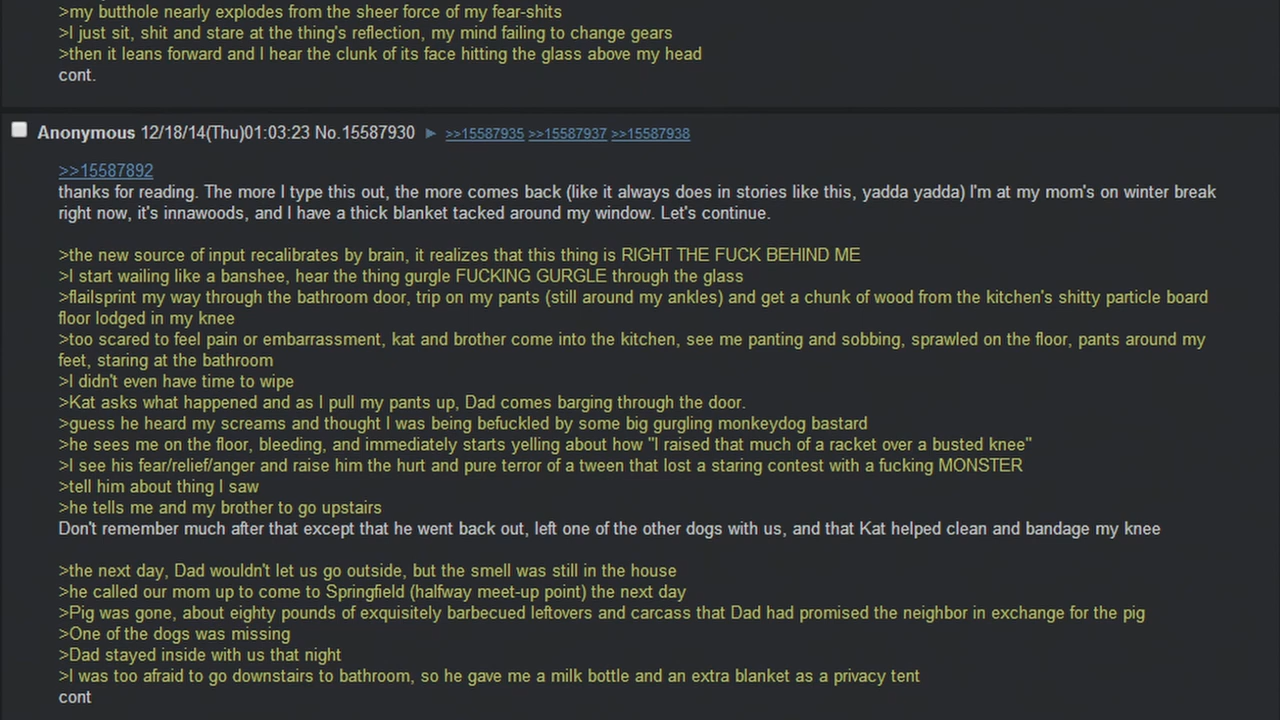 >my butthole nearly explodes from the sheer force of my fear-shits
>I just sit, shit and stare at the thing's reflection, my mind failing to change gears
>then it leans forward and I hear the clunk of its face hitting the glass above my head
cont.
Anonymous 12/18/14(Thu)01:03:23 No.15587930 ► >>15587935 >>15587937 >>15587938
>>15587892
thanks for reading. The more I type this out, the more comes back (like it always does in stories like this, yadda yadda) I'm at my mom's on winter break
right now, it's innawoods, and I have a thick blanket tacked around my window. Let's continue.
>the new source of input recalibrates by brain, it realizes that this thing is RIGHT THE FUCK BEHIND ME
>I start wailing like a banshee, hear the thing gurgle FUCKING GURGLE through the glass
>flailsprint my way through the bathroom door, trip on my pants (still around my ankles) and get a chunk of wood from the kitchen's shitty particle board
floor lodged in my knee
>too scared to feel pain or embarrassment, kat and brother come into the kitchen, see me panting and sobbing, sprawled on the floor, pants around my
feet, staring at the bathroom
>I didn't even have time to wipe
>Kat asks what happened and as I pull my pants up, Dad comes barging through the door.
>guess he heard my screams and thought I was being befuckled by some big gurgling monkeydog bastard
>he sees me on the floor, bleeding, and immediately starts yelling about how "I raised that much of a racket over a busted knee"
>I see his fear/relief/anger and raise him the hurt and pure terror of a tween that lost a staring contest with a fucking MONSTER
>tell him about thing I saw
>he tells me and my brother to go upstairs
Don't remember much after that except that he went back out, left one of the other dogs with us, and that Kat helped clean and bandage my knee
>the next day, Dad wouldn't let us go outside, but the smell was still in the house
>he called our mom up to come to Springfield (halfway meet-up point) the next day
>Pig was gone, about eighty pounds of exquisitely barbecued leftovers and carcass that Dad had promised the neighbor in exchange for the pig
>One of the dogs was missing
>Dad stayed inside with us that night
>I was too afraid to go downstairs to bathroom, so he gave me a milk bottle and an extra blanket as a privacy tent
cont